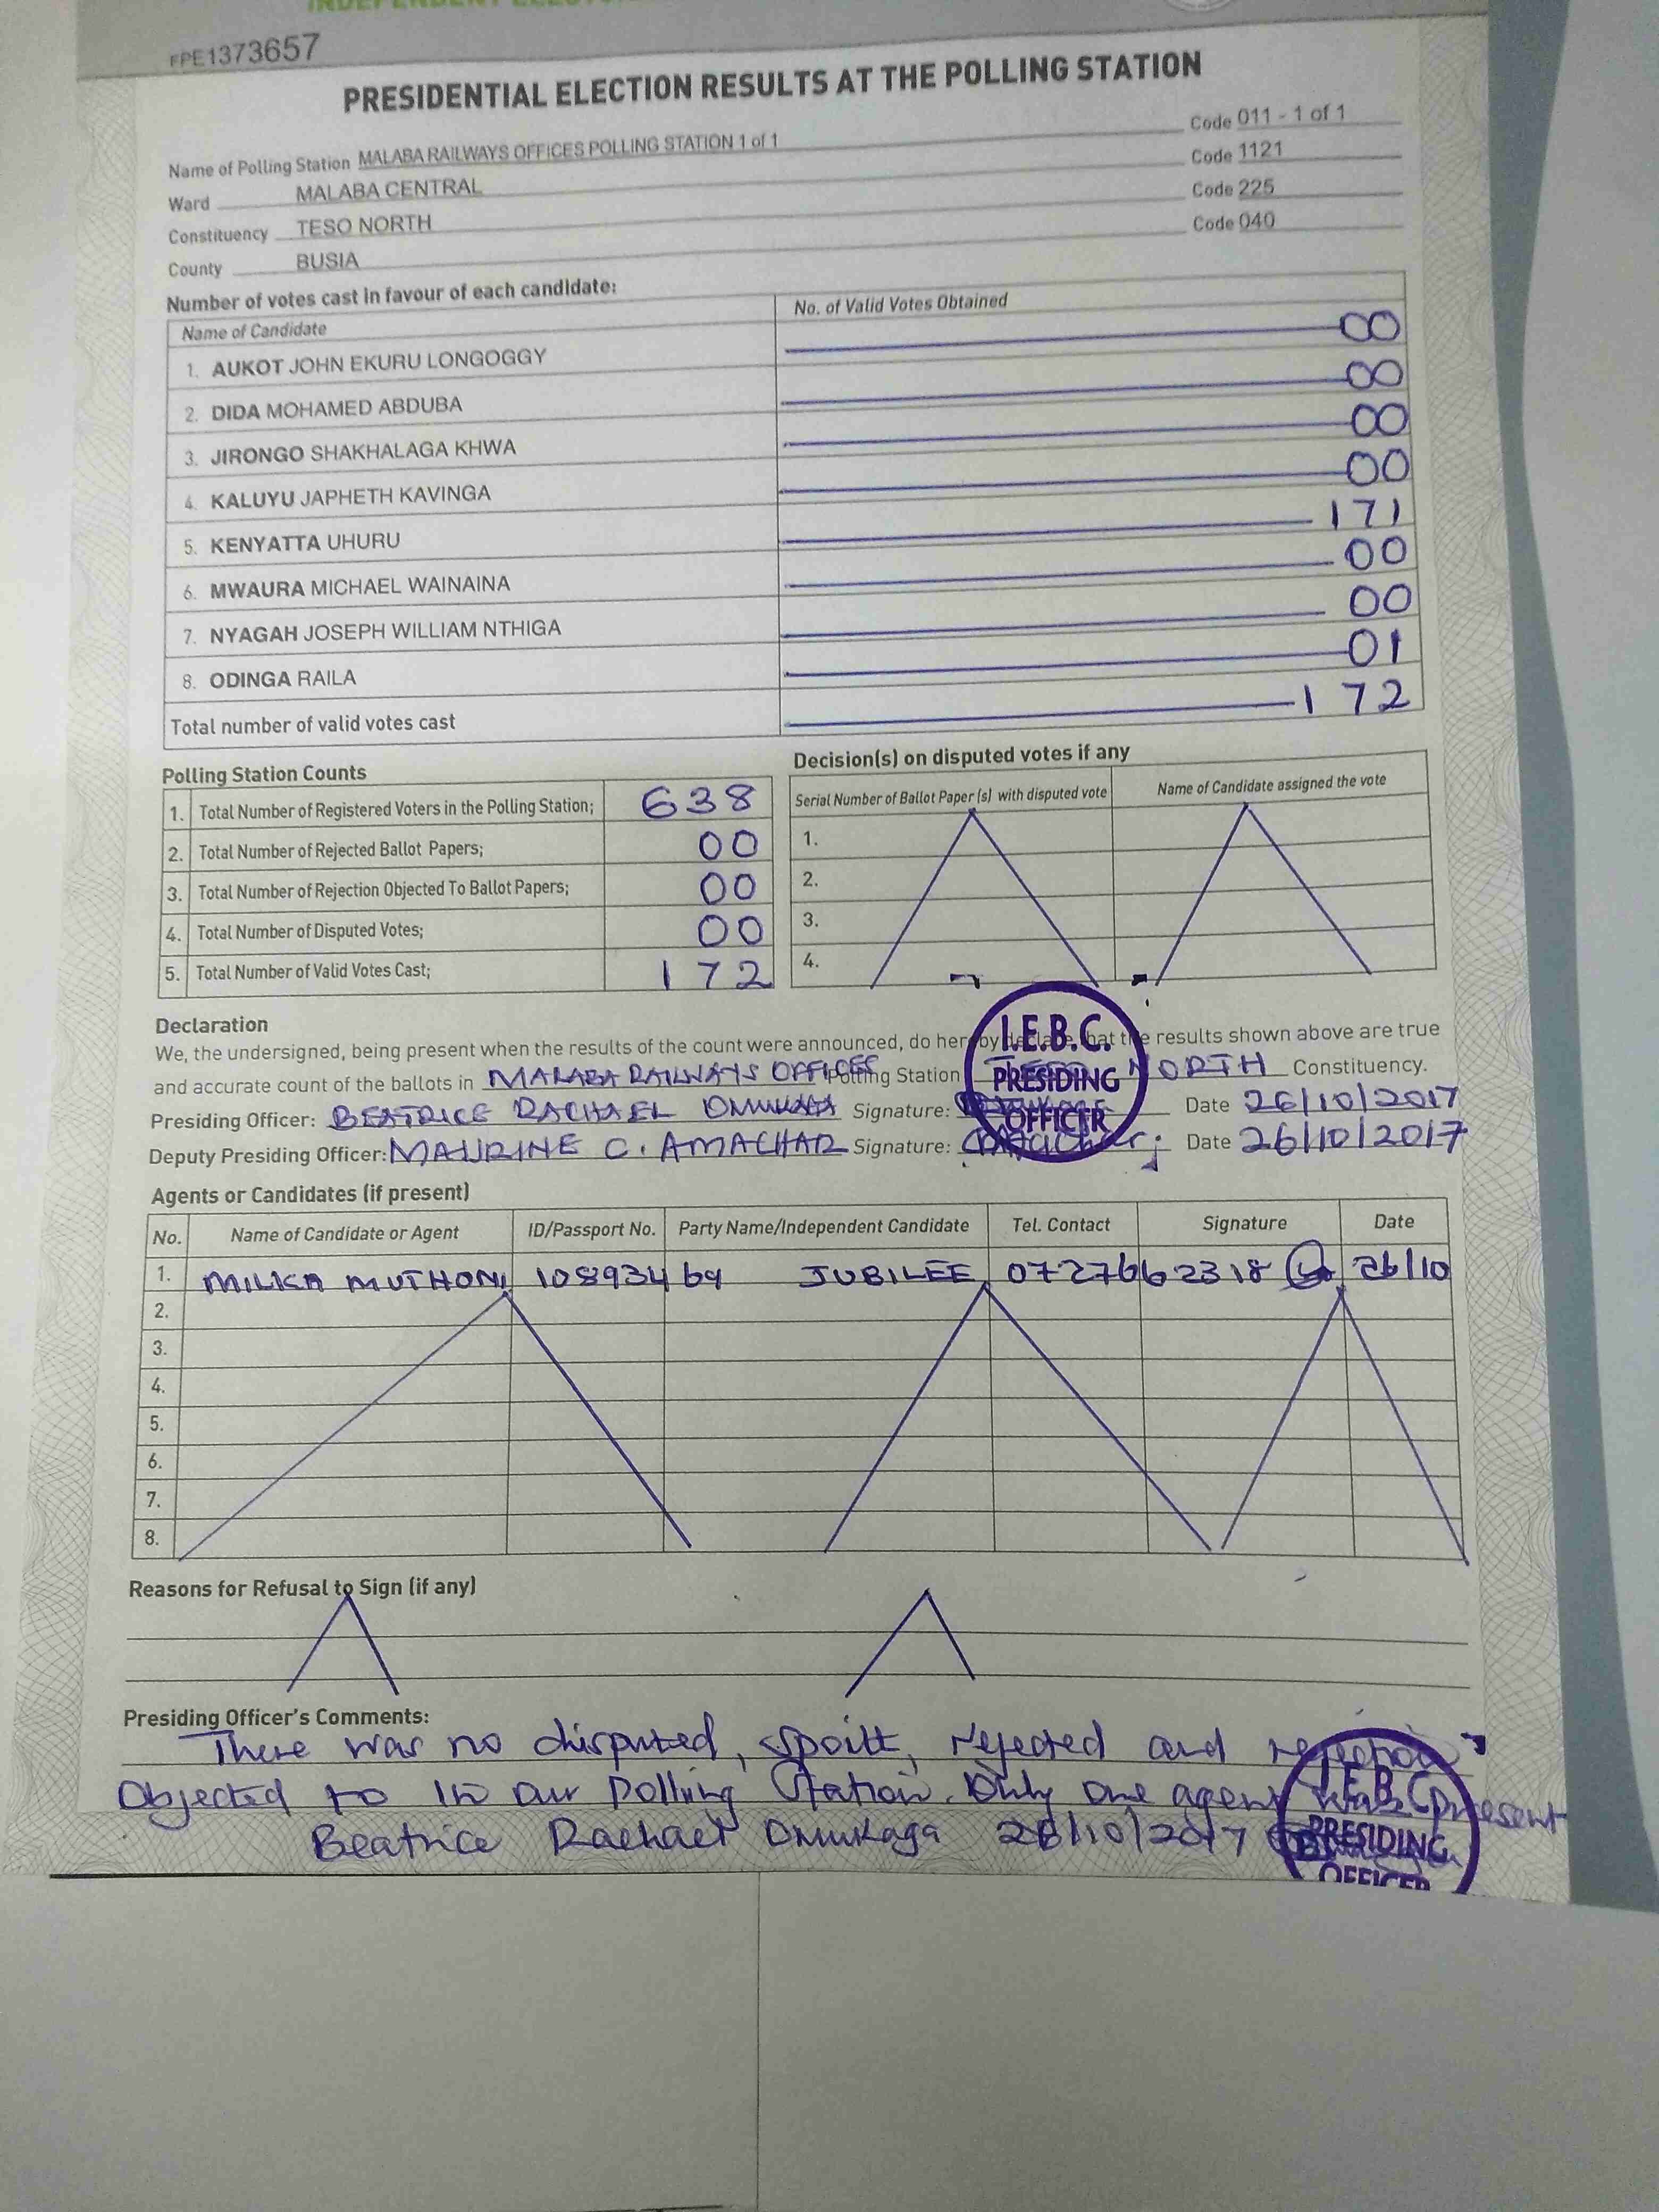 FPE1373657
PRESIDENTIAL ELECTION RESULTS AT THE POLLING STATION
Name of Polling Station MALABA RAILWAYS OFFICES POLLING STATION 1 of 1 Code 011 - 1 of 1
Ward MALABA CENTRAL Code 1121
Constituency TESO NORTH Code 225
County BUSIA Code 040
Number of votes cast in favour of each candidate:
Name of Candidate No. of Valid Votes Obtained
1. AUKOT JOHN EKURU LONGOGGY 00
2. DIDA MOHAMED ABDUBA 00
3. JIRONGO SHAKHALAGA KHWA 00
4. KALUYU JAPHETH KAVINGA 00
5. KENYATTA UHURU 171
6. MWAURA MICHAEL WAINAINA 00
7. NYAGAH JOSEPH WILLIAM NTHIGA 00
8. ODINGA RAILA 01
Total number of valid votes cast 172
Polling Station Counts
1. Total Number of Registered Voters in the Polling Station; 638
2. Total Number of Rejected Ballot Papers; 00
3. Total Number of Rejection Objected To Ballot Papers; 00
4. Total Number of Disputed Votes; 00
5. Total Number of Valid Votes Cast; 172
Decision(s) on disputed votes if any
Serial Number of Ballot Paper (s) with disputed vote Name of Candidate assigned the vote
1.
2.
3.
4.
Declaration
We, the undersigned, being present when the results of the count were announced, do hereby declare that the results shown above are true
and accurate count of the ballots in MALABA RAILWAYS OFFICES Polling Station NORTH Constituency.
I.E.B.C.
PRESIDING
OFFICER
Presiding Officer: BEATRICE RACHAEL OMUKAGA Signature: Date 26/10/2017
Deputy Presiding Officer: MAURINE C. AMACHAR Signature: Date 26/10/2017
Agents or Candidates (if present)
No. Name of Candidate or Agent ID/Passport No. Party Name/Independent Candidate Tel. Contact Signature Date
1. MILKA MUTHONI 10893469 JUBILEE 0727662318 26/10
2.
3.
4.
5.
6.
7.
8.
Reasons for Refusal to Sign (if any)
Presiding Officer's Comments:
There was no disputed, spoilt, rejected and rejection
Objected to in our Polling Station. Only one agent was present
Beatrice Rachael Omukaga 26/10/2017
I.E.B.C
PRESIDING
OFFICER